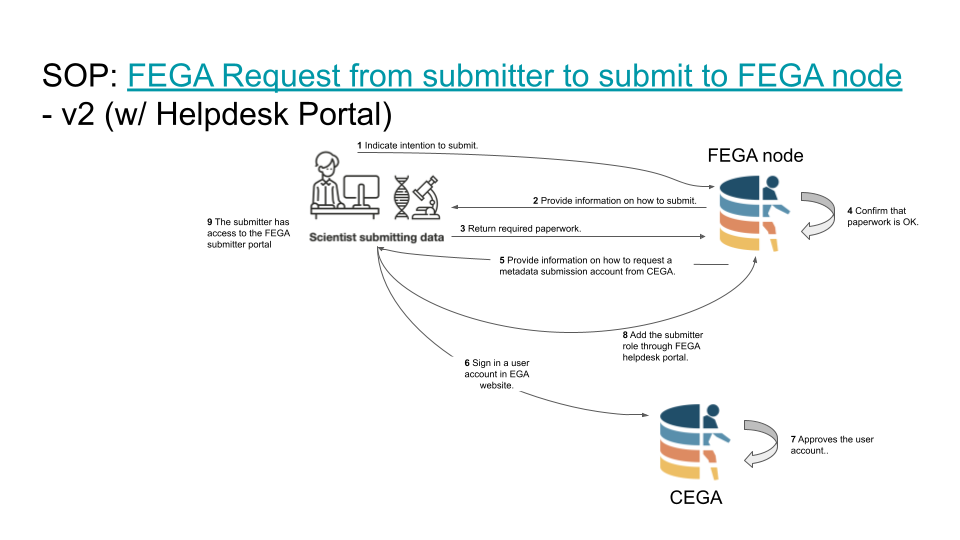 SOP: FEGA Request from submitter to submit to FEGA node
- v2 (w/ Helpdesk Portal)
1 Indicate intention to submit.
FEGA node
2 Provide information on how to submit.
9 The submitter has
access to the FEGA
submitter portal
4 Confirm that
paperwork is OK.
Scientist submitting data
3 Return required paperwork.
5 Provide information on how to request a
metadata submission account from CEGA.
8 Add the submitter
role through FEGA
helpdesk portal.
6 Sign in a user
account in EGA
website.
7 Approves the user
account..
CEGA